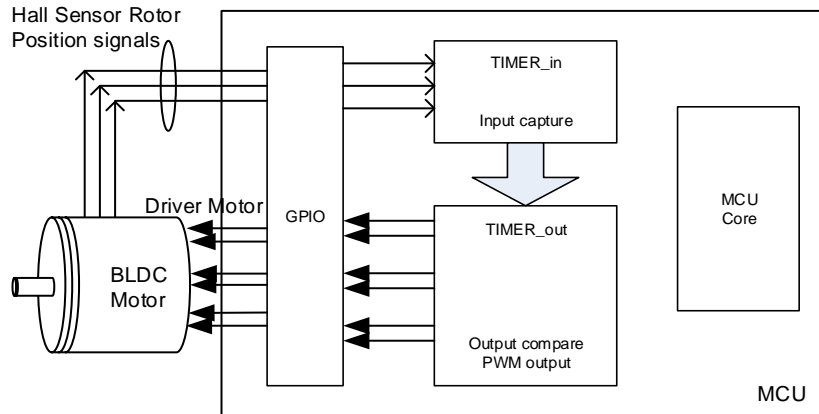 Hall Sensor Rotor
Position signals
TIMER_in
Input capture
MCU
Core
Driver Motor
GPIO
TIMER_out
BLDC
Motor
Output compare
PWM output
MCU